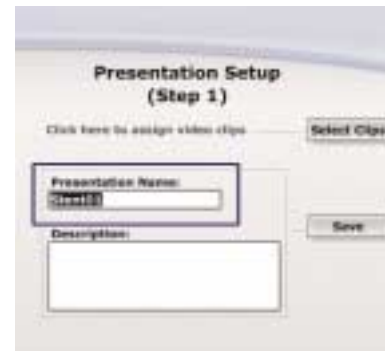 Presentation Setup
(Step 1)
Click here to assign video clips
Select Clips
Presentation Name:
Description:
Save